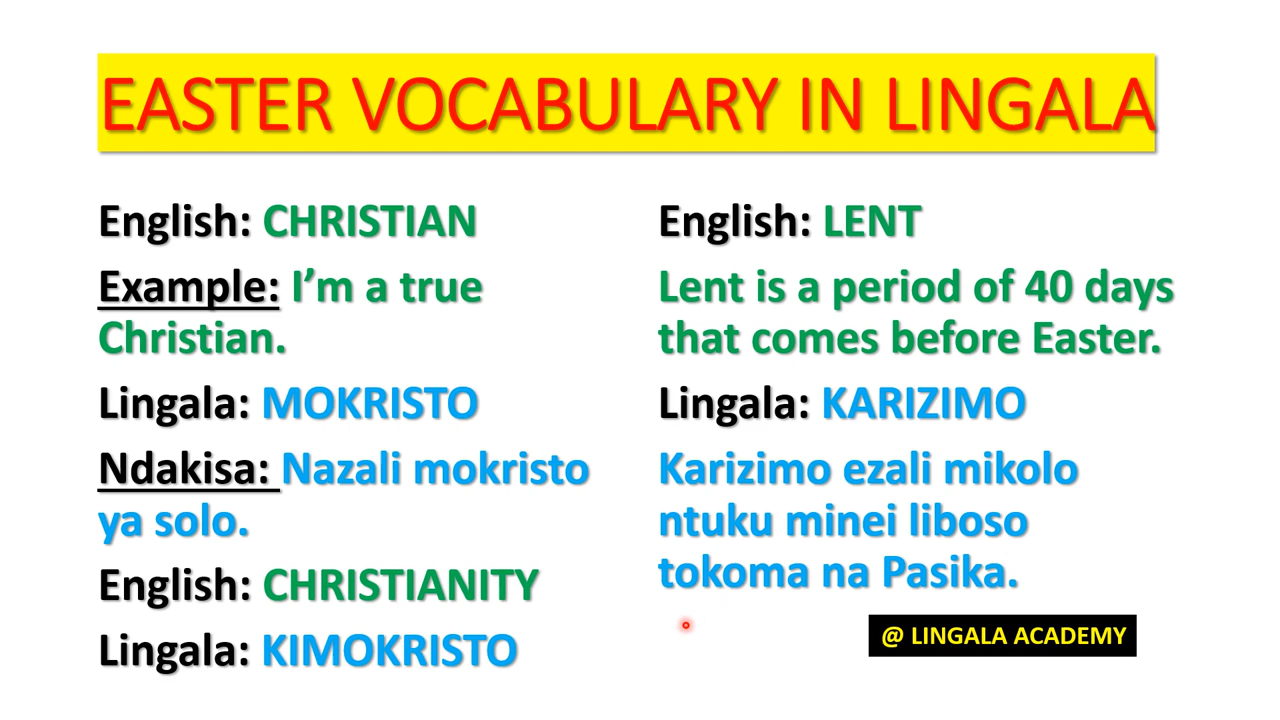 EASTER VOCABULARY IN LINGALA
English: CHRISTIAN
Example: I’m a true
Christian.
Lingala: MOKRISTO
Ndakisa: Nazali mokristo
ya solo.
English: CHRISTIANITY
Lingala: KIMOKRISTO
English: LENT
Lent is a period of 40 days
that comes before Easter.
Lingala: KARIZIMO
Karizimo ezali mikolo
ntuku minei liboso
tokoma na Pasika.
@ LINGALA ACADEMY